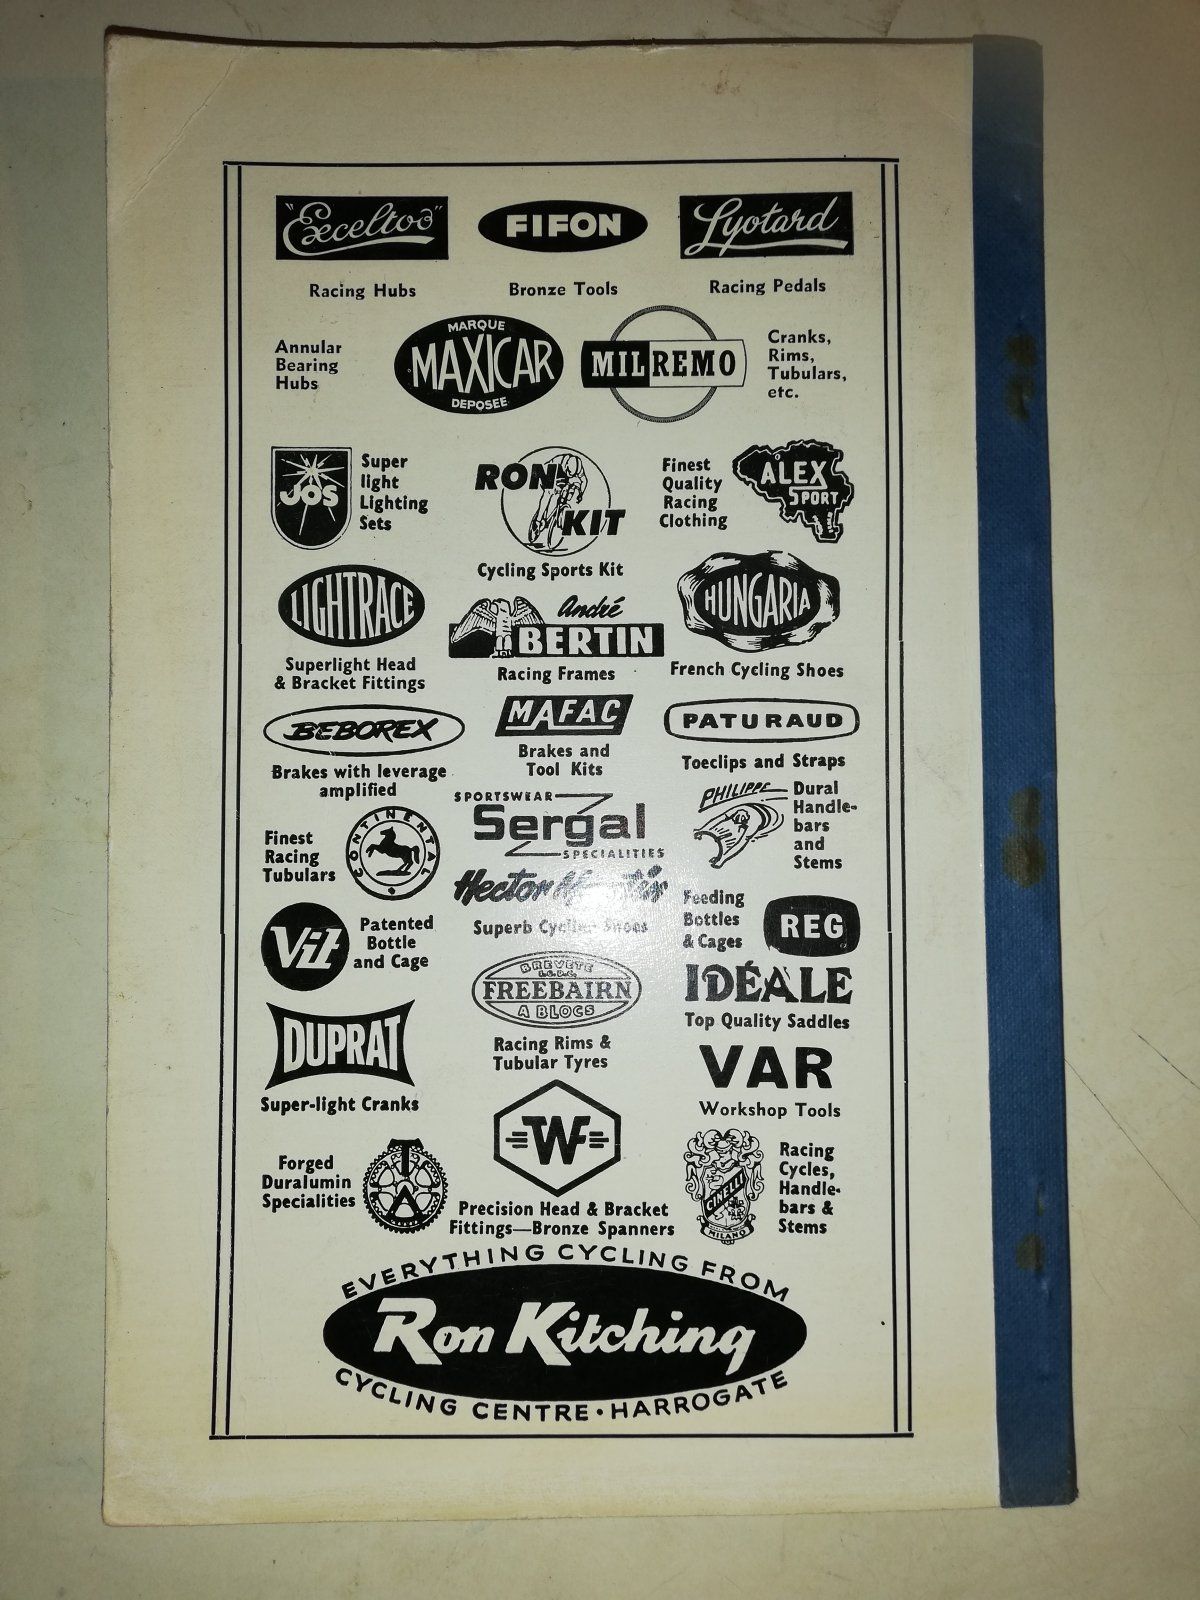 "Exceltoo"
FIFON
Lyotard
Racing Hubs
Bronze Tools
Racing Pedals
Annular
Bearing
Hubs
MARQUE
MAXICAR
DEPOSEE
MILREMO
Cranks,
Rims,
Tubulars,
etc.
JOS
Super
light
Lighting
Sets
RON
KIT
Cycling Sports Kit
Finest
Quality
Racing
Clothing
ALEX
SPORT
LIGHTRACE
Superlight Head
& Bracket Fittings
André
BERTIN
Racing Frames
HUNGARIA
French Cycling Shoes
BEBOREX
Brakes with leverage
amplified
MAFAC
Brakes and
Tool Kits
PATURAUD
Toeclips and Straps
Finest
Racing
Tubulars
CONTINENTAL
SPORTSWEAR
Sergal
SPECIALITIES
PHILIPPE
Dural
Handle-
bars
and
Stems
Vit
Patented
Bottle
and Cage
Hector
Superb Cycling Shoes
Feeding
Bottles
& Cages
REG
DUPRAT
Super-light Cranks
BREVETE
S.G.D.G.
FREEBAIRN
A BLOCS
Racing Rims &
Tubular Tyres
IDÉALE
Top Quality Saddles
VAR
Workshop Tools
Forged
Duralumin
Specialities
TA
TWF
Precision Head & Bracket
Fittings—Bronze Spanners
CINELLI
MILANO
Racing
Cycles,
Handle-
bars &
Stems
EVERYTHING CYCLING FROM
Ron Kitching
CYCLING CENTRE • HARROGATE